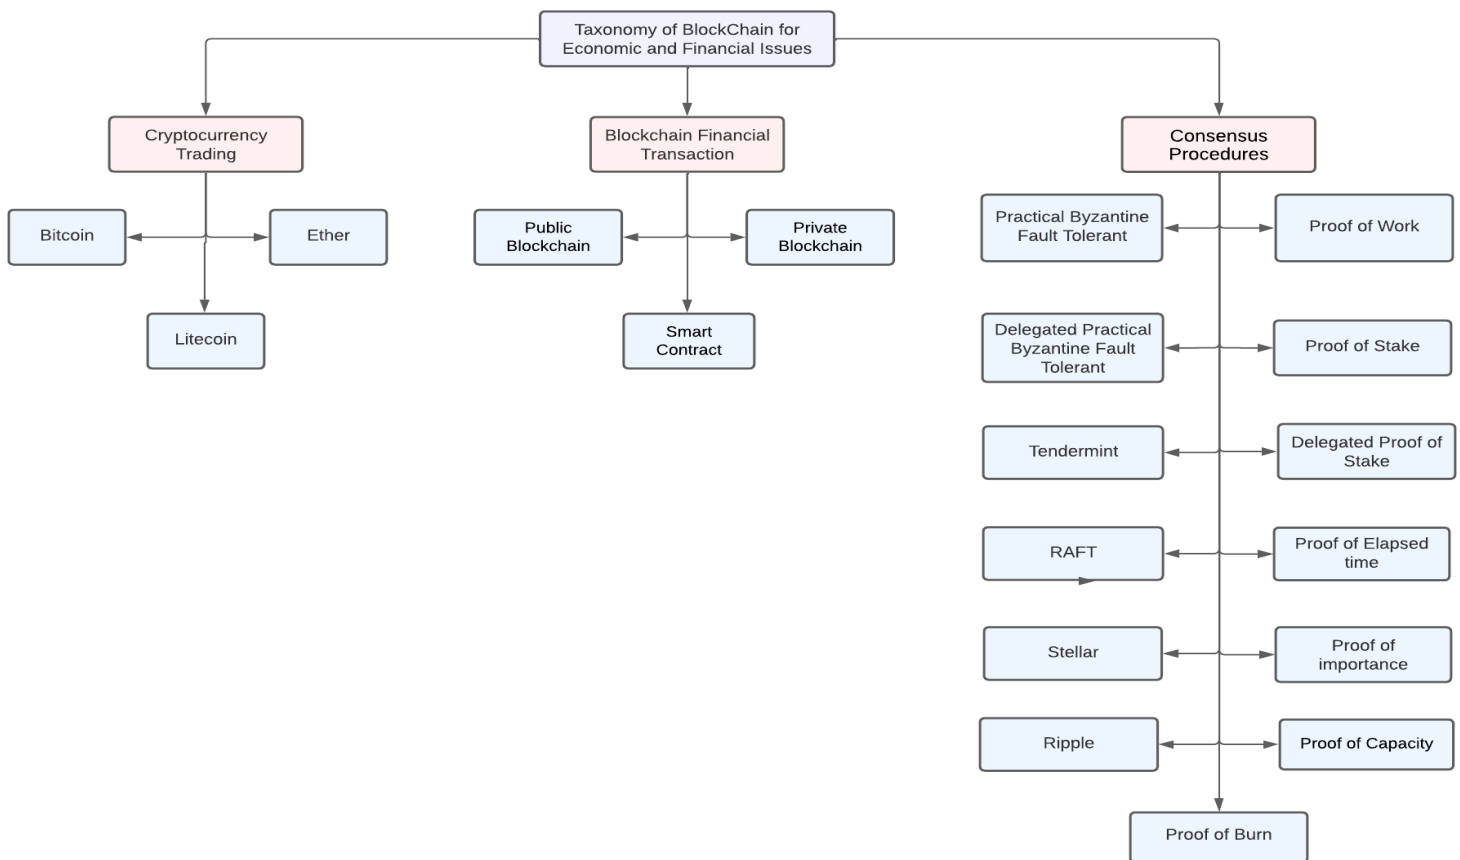 Taxonomy of BlockChain for
Economic and Financial Issues
Cryptocurrency
Trading
Blockchain Financial
Transaction
Consensus
Procedures
Bitcoin
Ether
Litecoin
Public
Blockchain
Private
Blockchain
Smart
Contract
Practical Byzantine
Fault Tolerant
Proof of Work
Delegated Practical
Byzantine Fault
Tolerant
Proof of Stake
Tendermint
Delegated Proof of
Stake
RAFT
Proof of Elapsed
time
Stellar
Proof of
importance
Ripple
Proof of Capacity
Proof of Burn